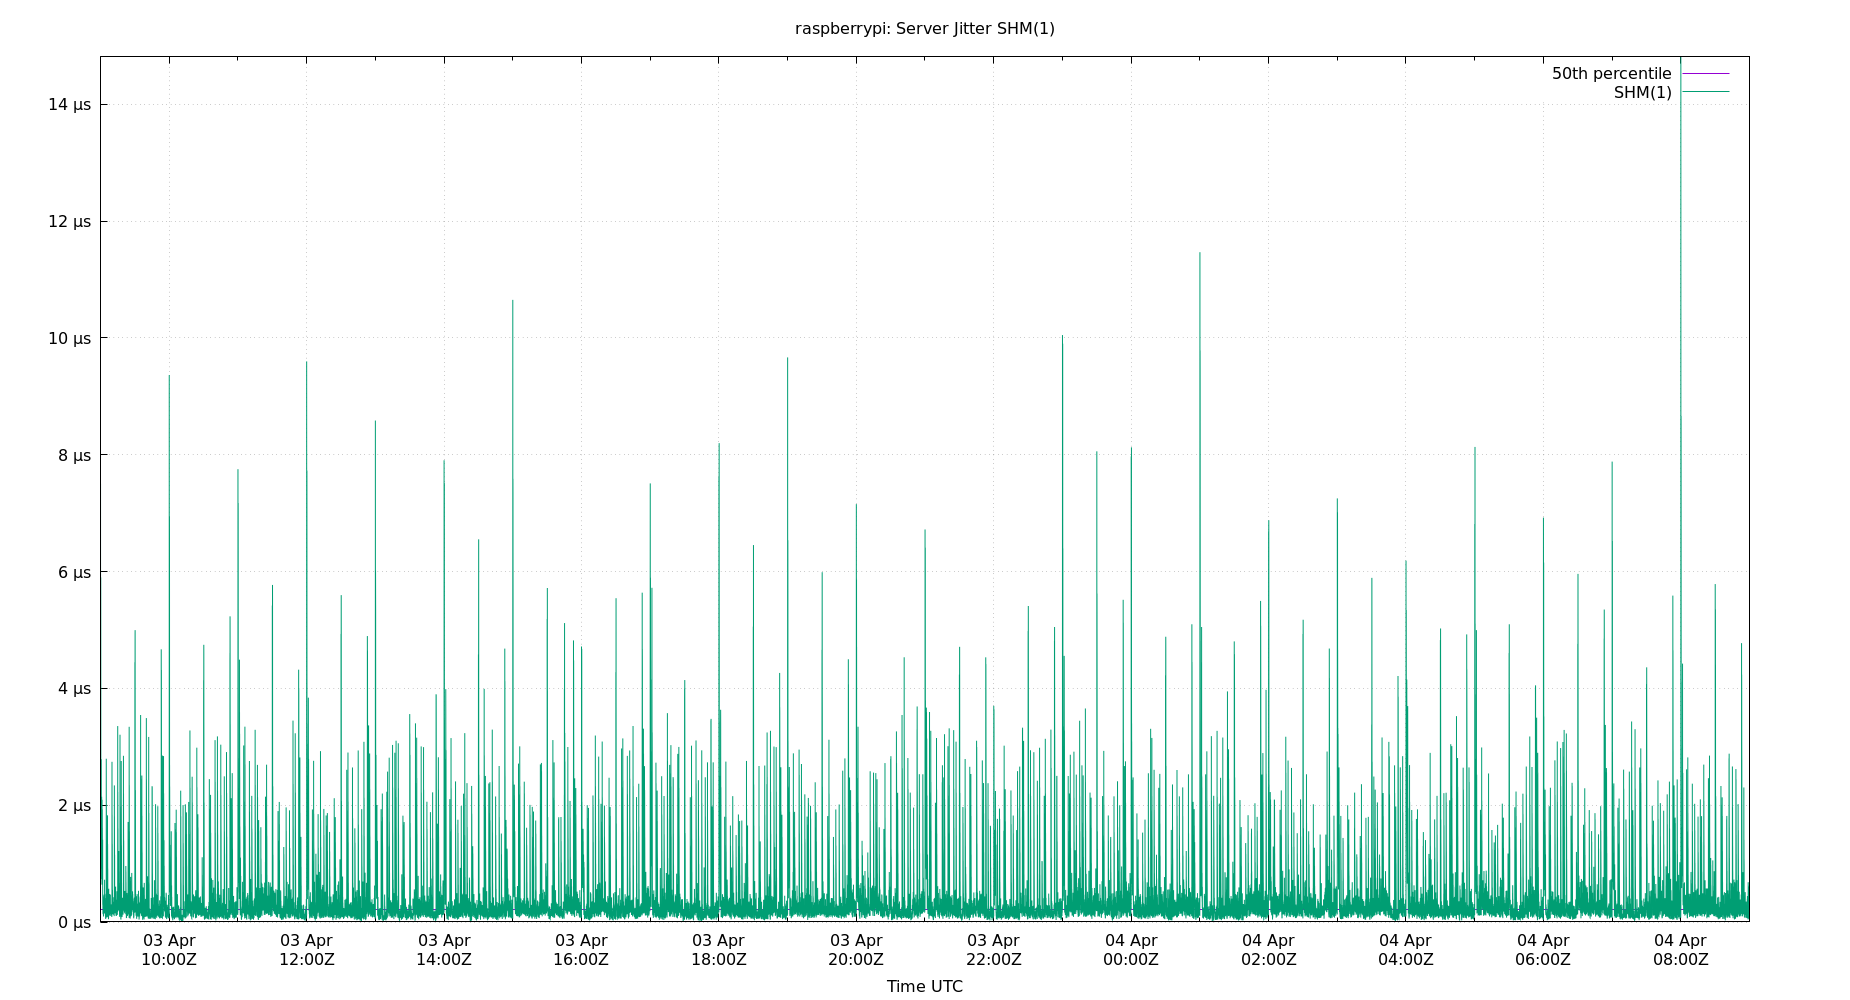 raspberrypi: Server Jitter SHM(1)
50th percentile
SHM(1)
14 µs
12 µs
10 µs
8 µs
6 µs
4 µs
2 µs
0 µs
03 Apr 03 Apr 03 Apr 03 Apr 03 Apr 03 Apr 03 Apr 04 Apr 04 Apr 04 Apr 04 Apr 04 Apr
10:00Z 12:00Z 14:00Z 16:00Z 18:00Z 20:00Z 22:00Z 00:00Z 02:00Z 04:00Z 06:00Z 08:00Z
Time UTC